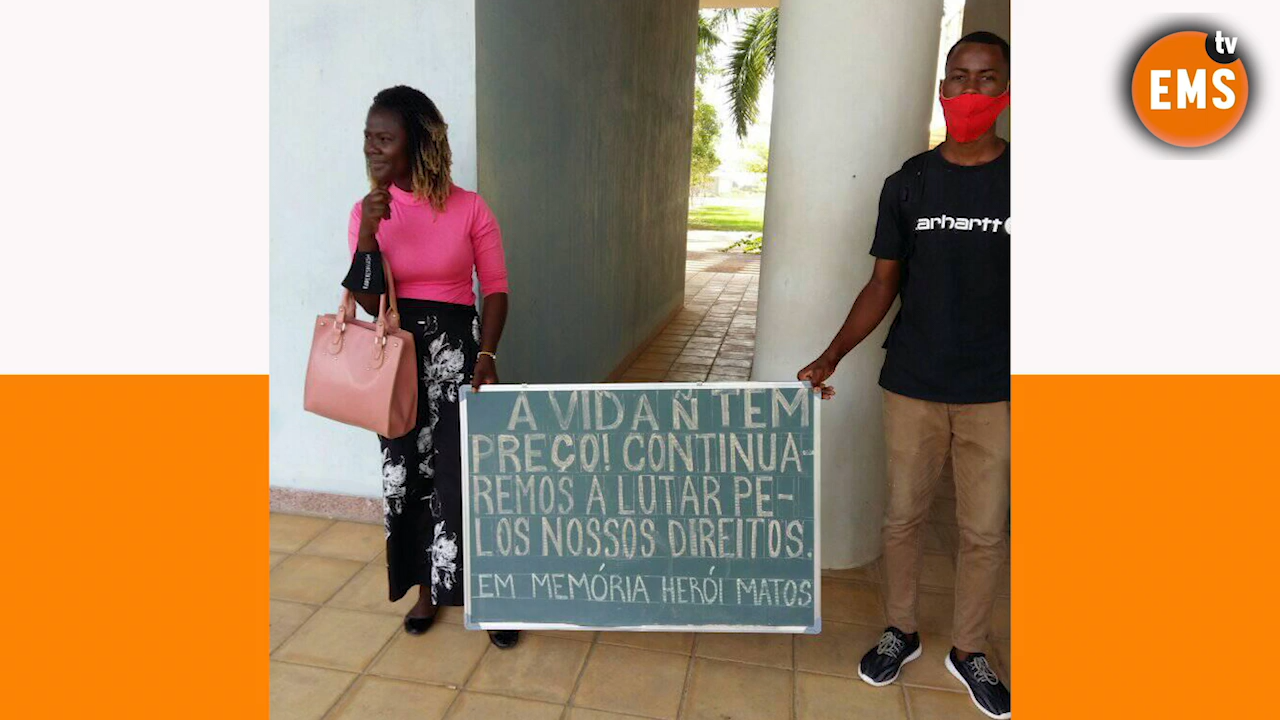 tv
EMS
carhartt
A VIDA Ñ TEM
PREÇO! CONTINUA-
REMOS A LUTAR PE-
LOS NOSSOS DIREITOS.
EM MEMÓRIA HERÓI MATOS